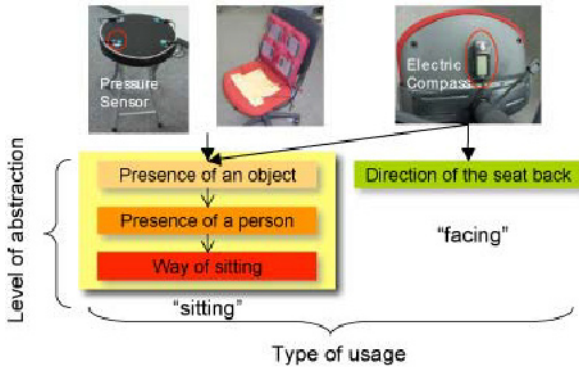 Pressure
Sensor
Electric
Compass
Presence of an object
Direction of the seat back
Presence of a person
"facing"
Way of sitting
"sitting"
Level of abstraction
Type of usage